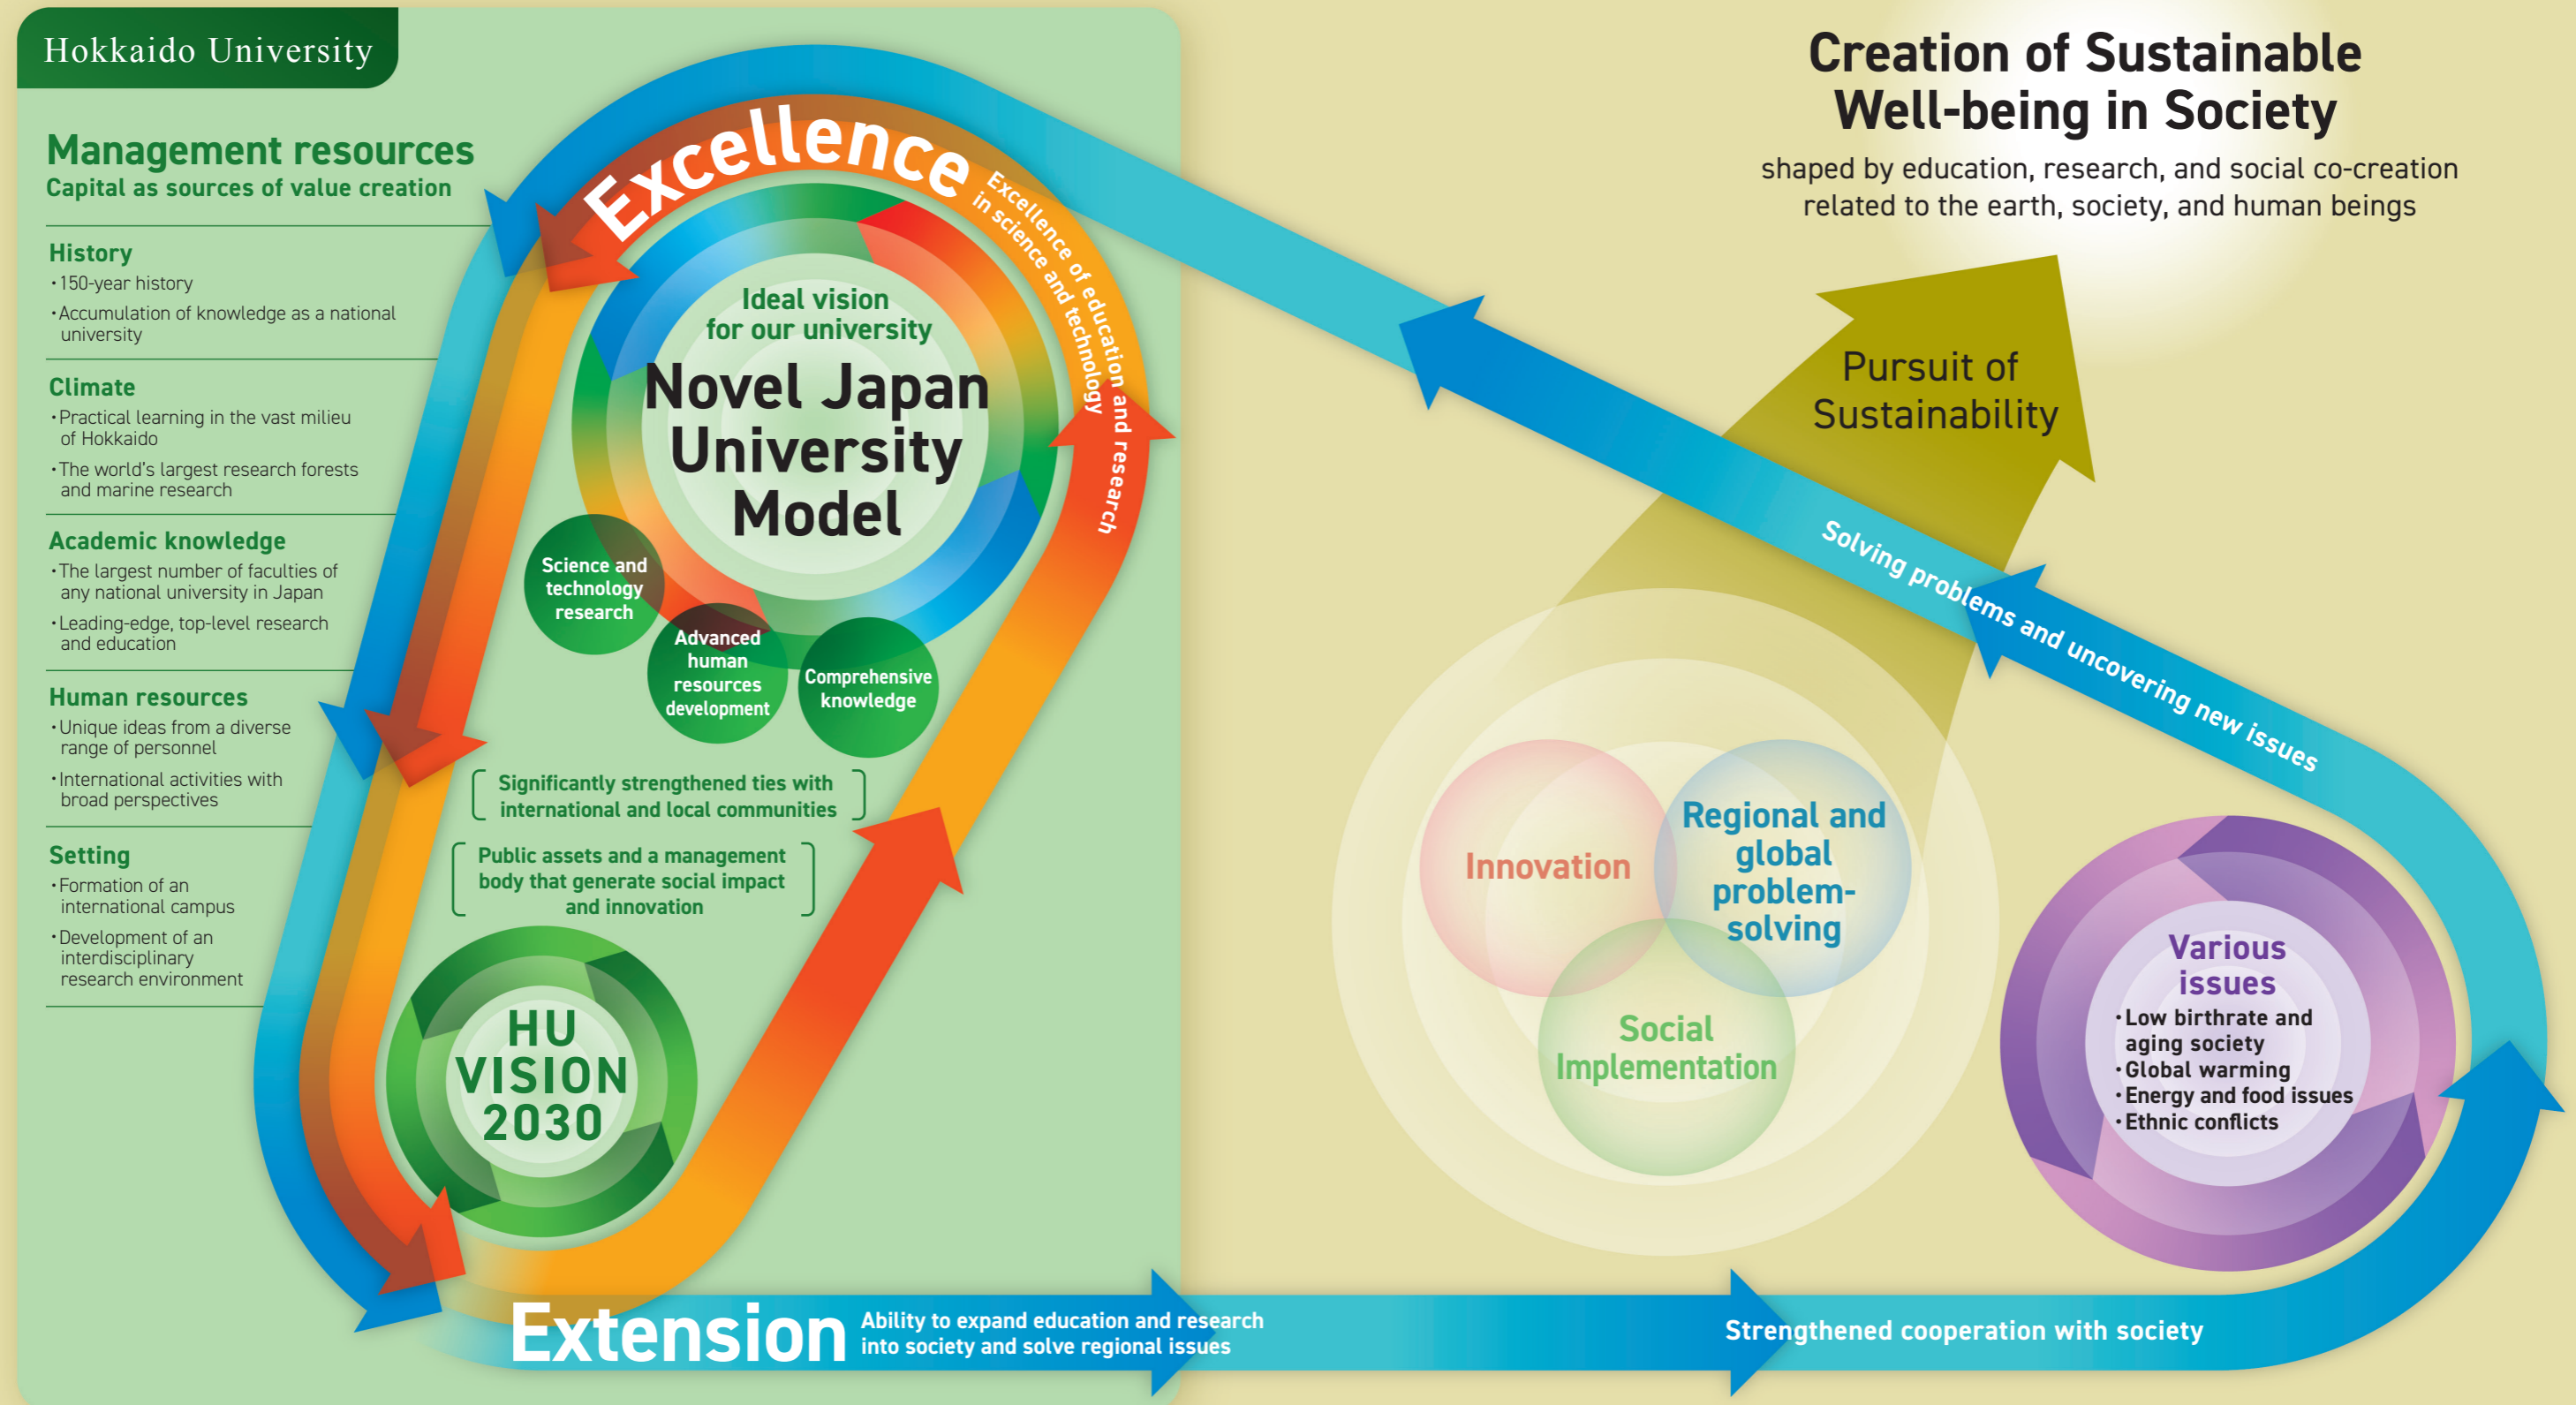 Hokkaido University
Management resources
Capital as sources of value creation
History
・150-year history
・Accumulation of knowledge as a national
university
Climate
・Practical learning in the vast milieu
of Hokkaido
・The world's largest research forests
and marine research
Academic knowledge
・The largest number of faculties of
any national university in Japan
・Leading-edge, top-level research
and education
Human resources
・Unique ideas from a diverse
range of personnel
・International activities with
broad perspectives
Setting
・Formation of an
international campus
・Development of an
interdisciplinary
research environment
Excellence
Excellence of education and research
in science and technology
Ideal vision
for our university
Novel Japan
University
Model
Science and
technology
research
Advanced
human
resources
development
Comprehensive
knowledge
Significantly strengthened ties with
international and local communities
Public assets and a management
body that generate social impact
and innovation
HU
VISION
2030
Extension
Ability to expand education and research
into society and solve regional issues
Strengthened cooperation with society
Creation of Sustainable
Well-being in Society
shaped by education, research, and social co-creation
related to the earth, society, and human beings
Pursuit of
Sustainability
Solving problems and uncovering new issues
Innovation
Regional and
global
problem-
solving
Social
Implementation
Various
issues
・Low birthrate and
aging society
・Global warming
・Energy and food issues
・Ethnic conflicts